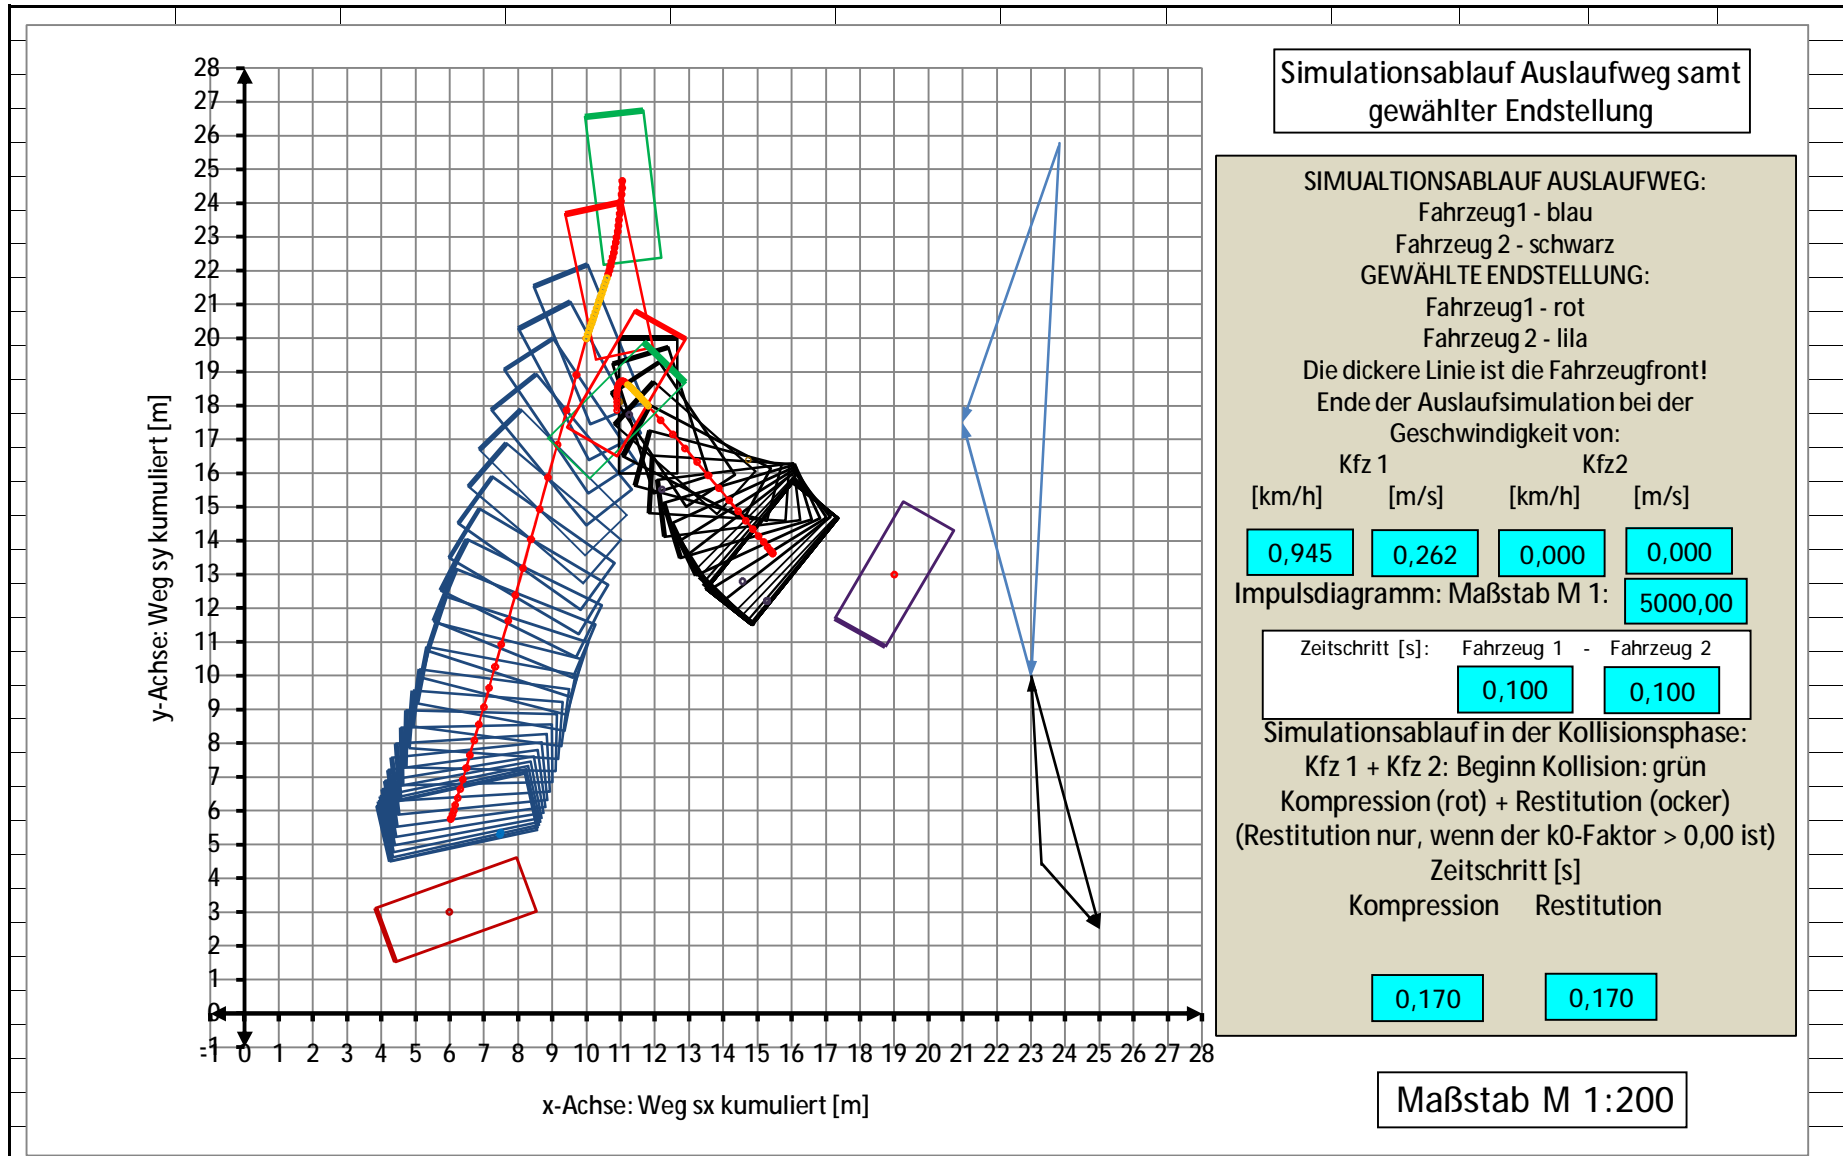 Simulationsablauf Auslaufweg samt
gewählter Endstellung
SIMUALTIONSABLAUF AUSLAUFWEG:
Fahrzeug1 - blau
Fahrzeug 2 - schwarz
GEWÄHLTE ENDSTELLUNG:
Fahrzeug1 - rot
Fahrzeug 2 - lila
Die dickere Linie ist die Fahrzeugfront!
Ende der Auslaufsimulation bei der
Geschwindigkeit von:
Kfz 1 Kfz2
[km/h] [m/s] [km/h] [m/s]
0,945 0,262 0,000 0,000
Impulsdiagramm: Maßstab M 1: 5000,00
Zeitschritt [s]: Fahrzeug 1 - Fahrzeug 2
0,100 0,100
Simulationsablauf in der Kollisionsphase:
Kfz 1 + Kfz 2: Beginn Kollision: grün
Kompression (rot) + Restitution (ocker)
(Restitution nur, wenn der k0-Faktor > 0,00 ist)
Zeitschritt [s]
Kompression Restitution
0,170 0,170
Maßstab M 1:200
y-Achse: Weg sy kumuliert [m]
28
27
26
25
24
23
22
21
20
19
18
17
16
15
14
13
12
11
10
9
8
7
6
5
4
3
2
1
0
-1
-1 0 1 2 3 4 5 6 7 8 9 10 11 12 13 14 15 16 17 18 19 20 21 22 23 24 25 26 27 28
x-Achse: Weg sx kumuliert [m]